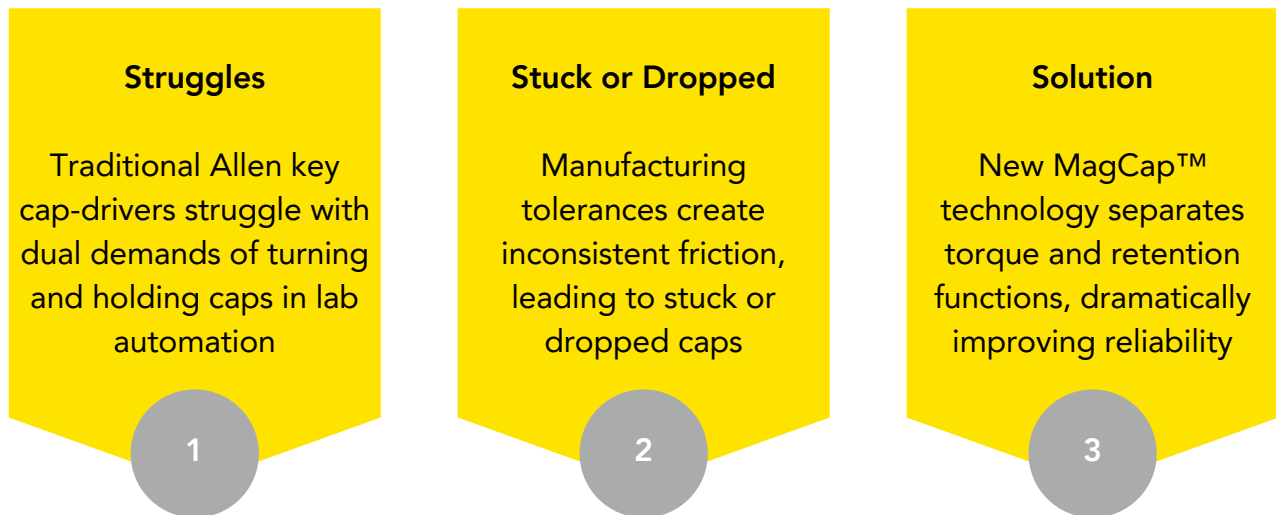 Struggles
Traditional Allen key
cap-drivers struggle with
dual demands of turning
and holding caps in lab
automation
1
Stuck or Dropped
Manufacturing
tolerances create
inconsistent friction,
leading to stuck or
dropped caps
2
Solution
New MagCap™
technology separates
torque and retention
functions, dramatically
improving reliability
3